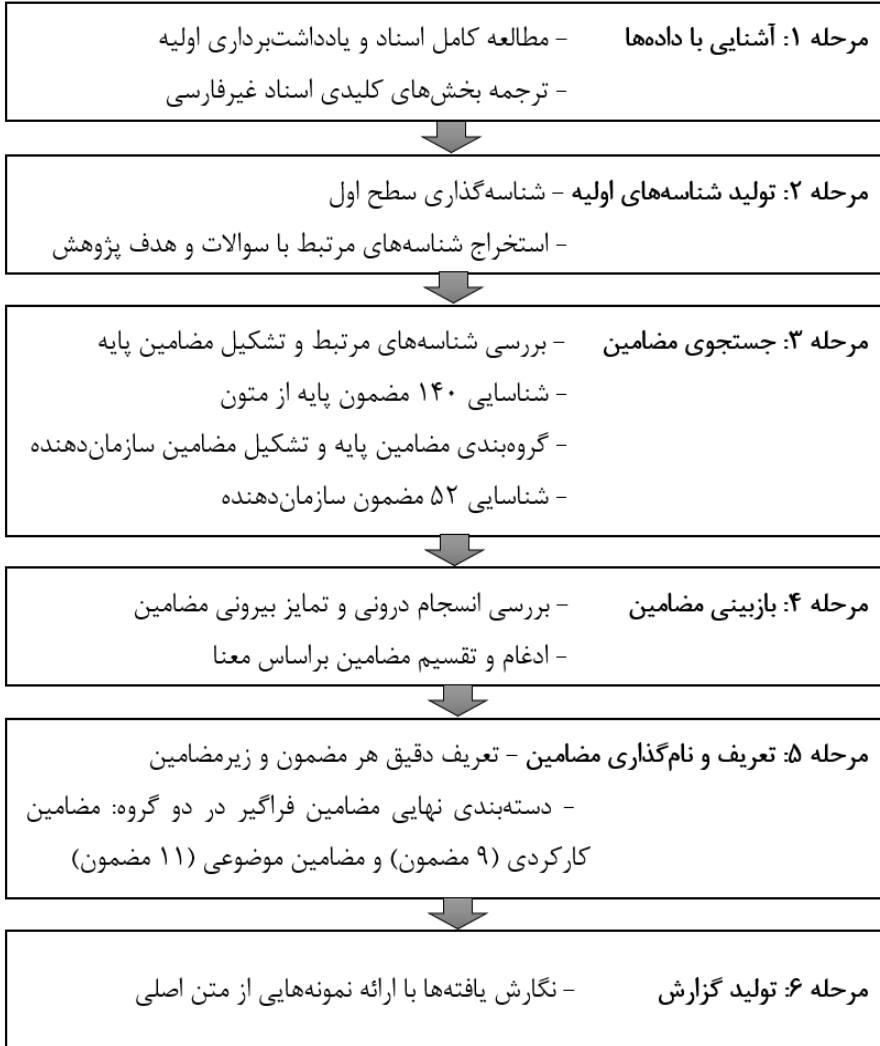 مرحله ۱: آشنایی با داده‌ها - مطالعه کامل اسناد و یادداشت‌برداری اولیه
- ترجمه بخش‌های کلیدی اسناد غیرفارسی
مرحله ۲: تولید شناسه‌های اولیه - شناسه‌گذاری سطح اول
- استخراج شناسه‌های مرتبط با سوالات و هدف پژوهش
مرحله ۳: جستجوی مضامین - بررسی شناسه‌های مرتبط و تشکیل مضامین پایه
- شناسایی ۱۴۰ مضمون پایه از متون
- گروه‌بندی مضامین پایه و تشکیل مضامین سازمان‌دهنده
- شناسایی ۵۲ مضمون سازمان‌دهنده
مرحله ۴: بازبینی مضامین - بررسی انسجام درونی و تمایز بیرونی مضامین
- ادغام و تقسیم مضامین براساس معنا
مرحله ۵: تعریف و نام‌گذاری مضامین - تعریف دقیق هر مضمون و زیرمضامین
- دسته‌بندی نهایی مضامین فراگیر در دو گروه: مضامین
کارکردی (۹ مضمون) و مضامین موضوعی (۱۱ مضمون)
مرحله ۶: تولید گزارش - نگارش یافته‌ها با ارائه نمونه‌هایی از متن اصلی